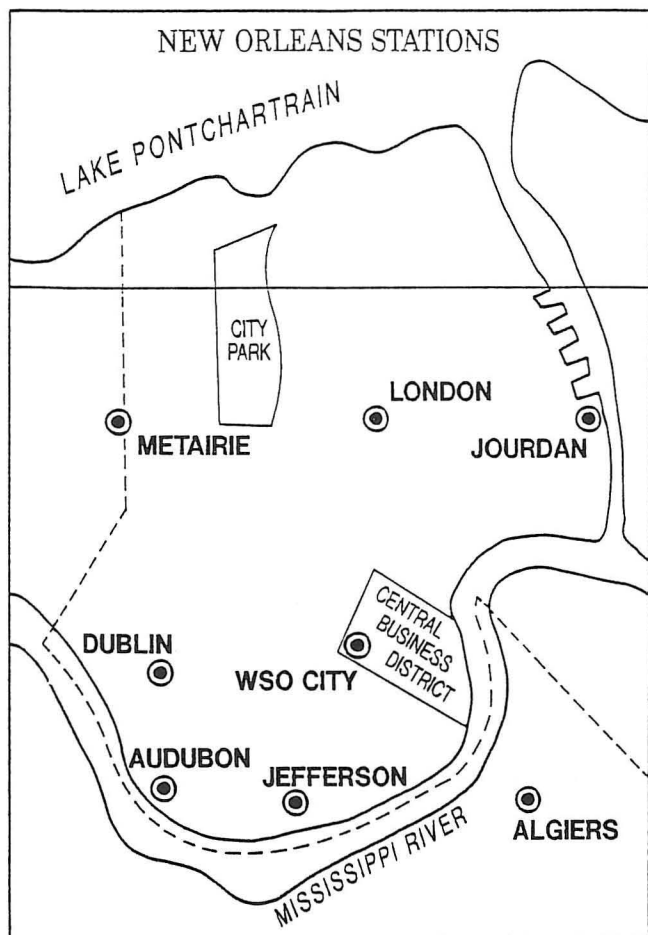 NEW ORLEANS STATIONS
LAKE PONTCHARTRAIN
CITY
PARK
LONDON
METAIRIE
JOURDAN
CENTRAL
BUSINESS
DISTRICT
DUBLIN
WSO CITY
AUDUBON
JEFFERSON
ALGIERS
MISSISSIPPI RIVER